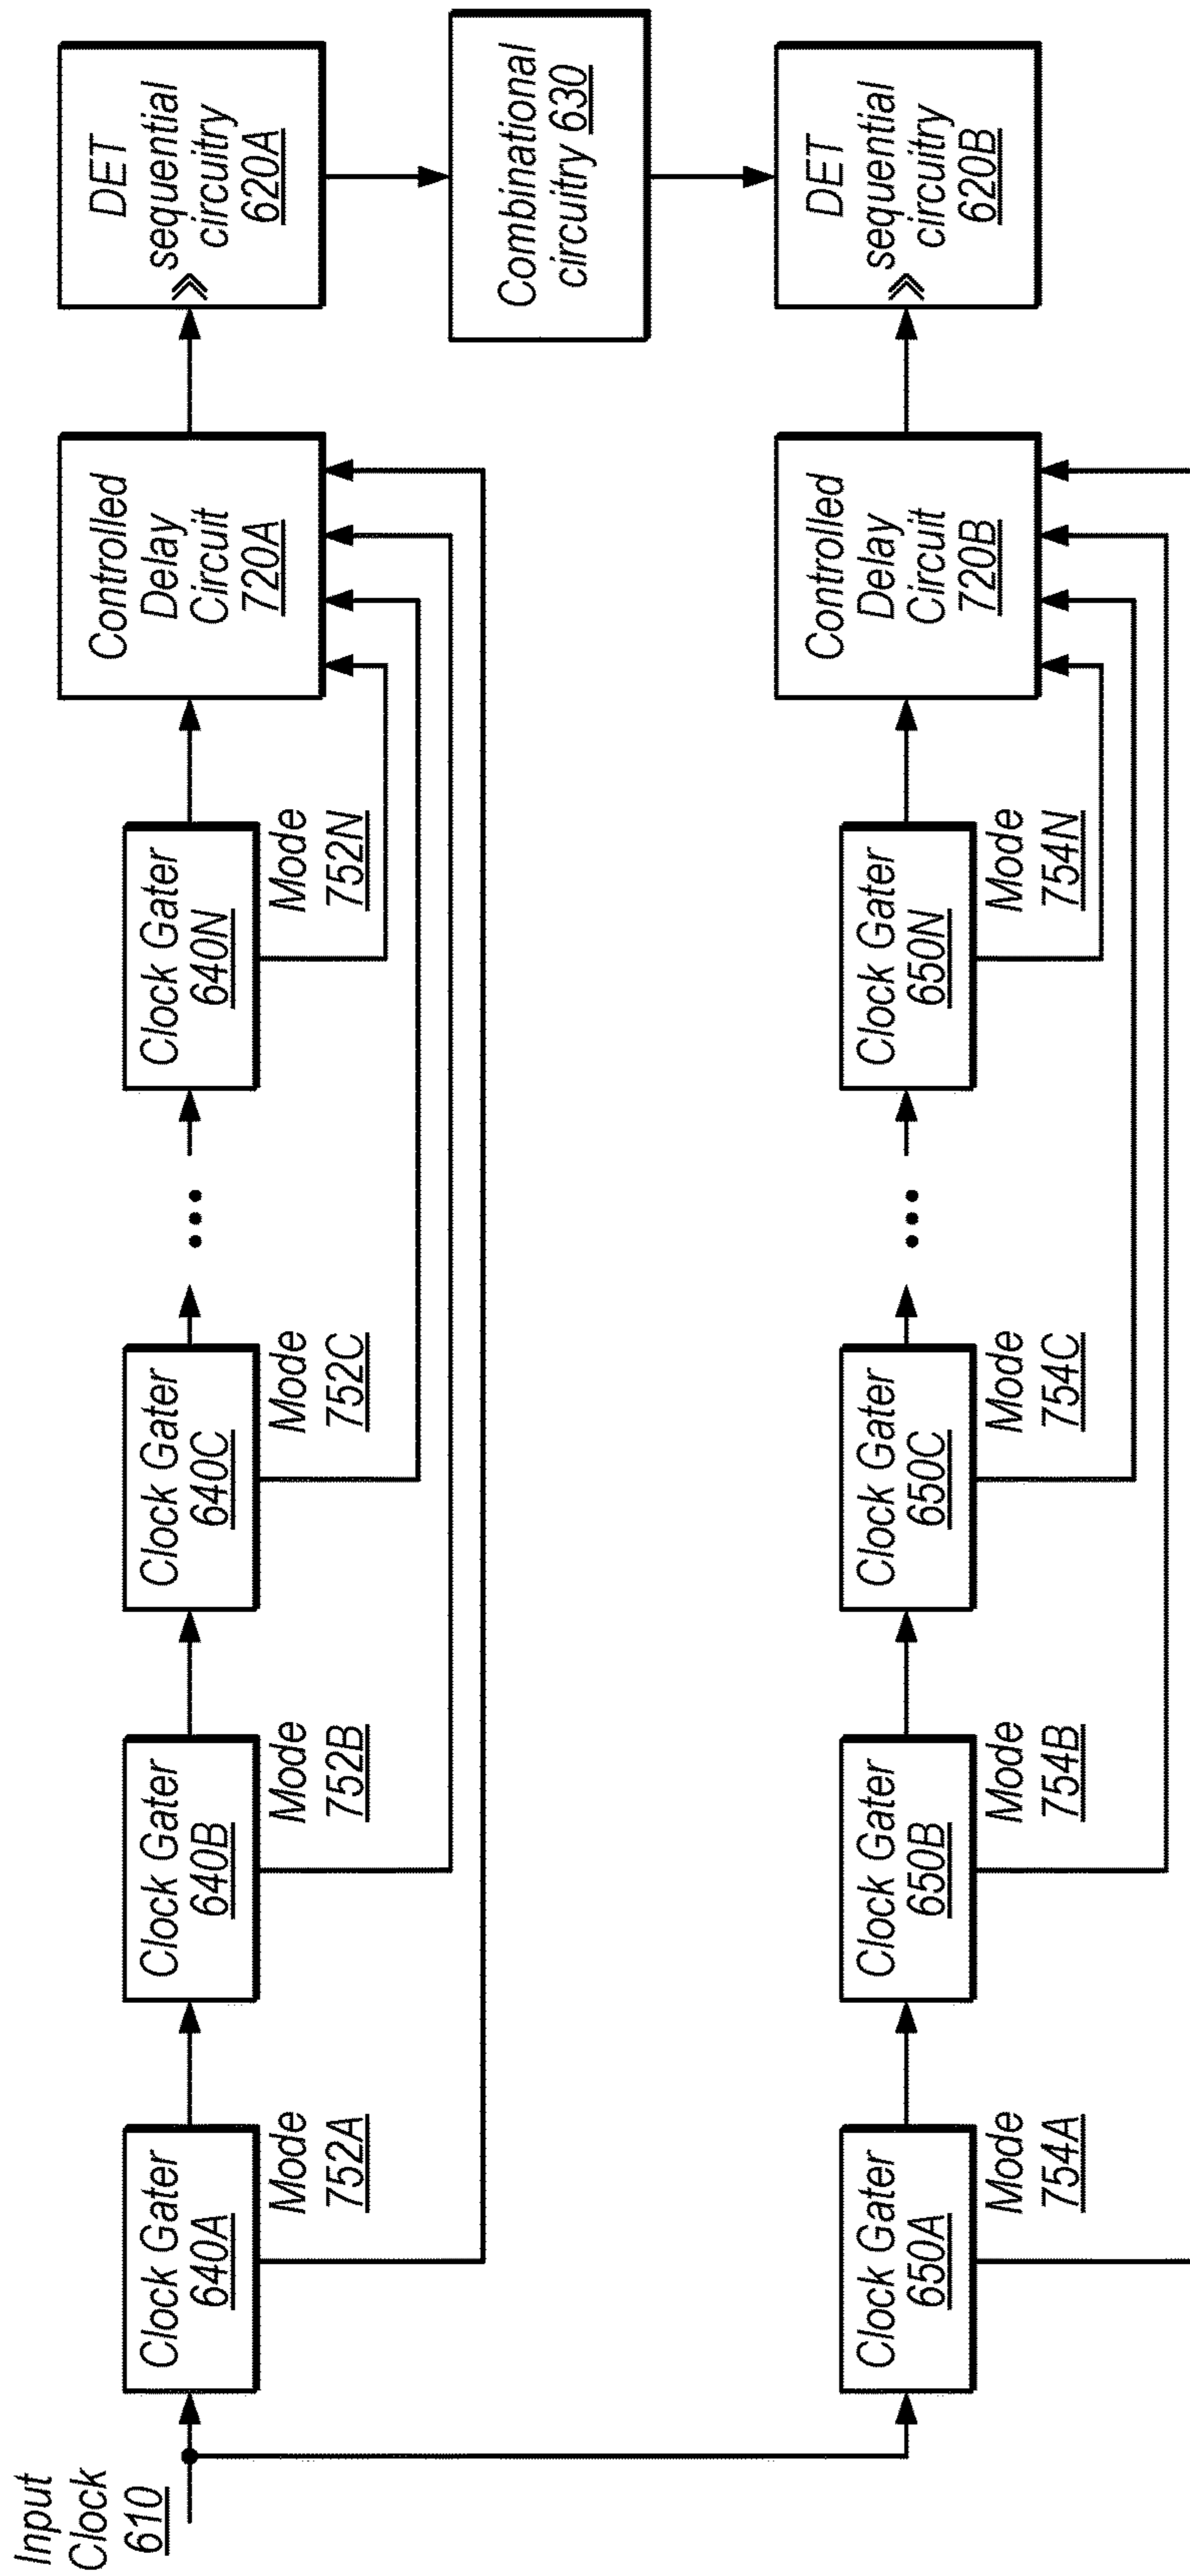 Input
Clock
610
Clock Gater
640A
Mode
752A
Clock Gater
640B
Mode
752B
Clock Gater
640C
Mode
752C
...
Clock Gater
640N
Mode
752N
Controlled
Delay
Circuit
720A
DET
sequential
circuitry
620A
Combinational
circuitry 630
Clock Gater
650A
Mode
754A
Clock Gater
650B
Mode
754B
Clock Gater
650C
Mode
754C
...
Clock Gater
650N
Mode
754N
Controlled
Delay
Circuit
720B
DET
sequential
circuitry
620B